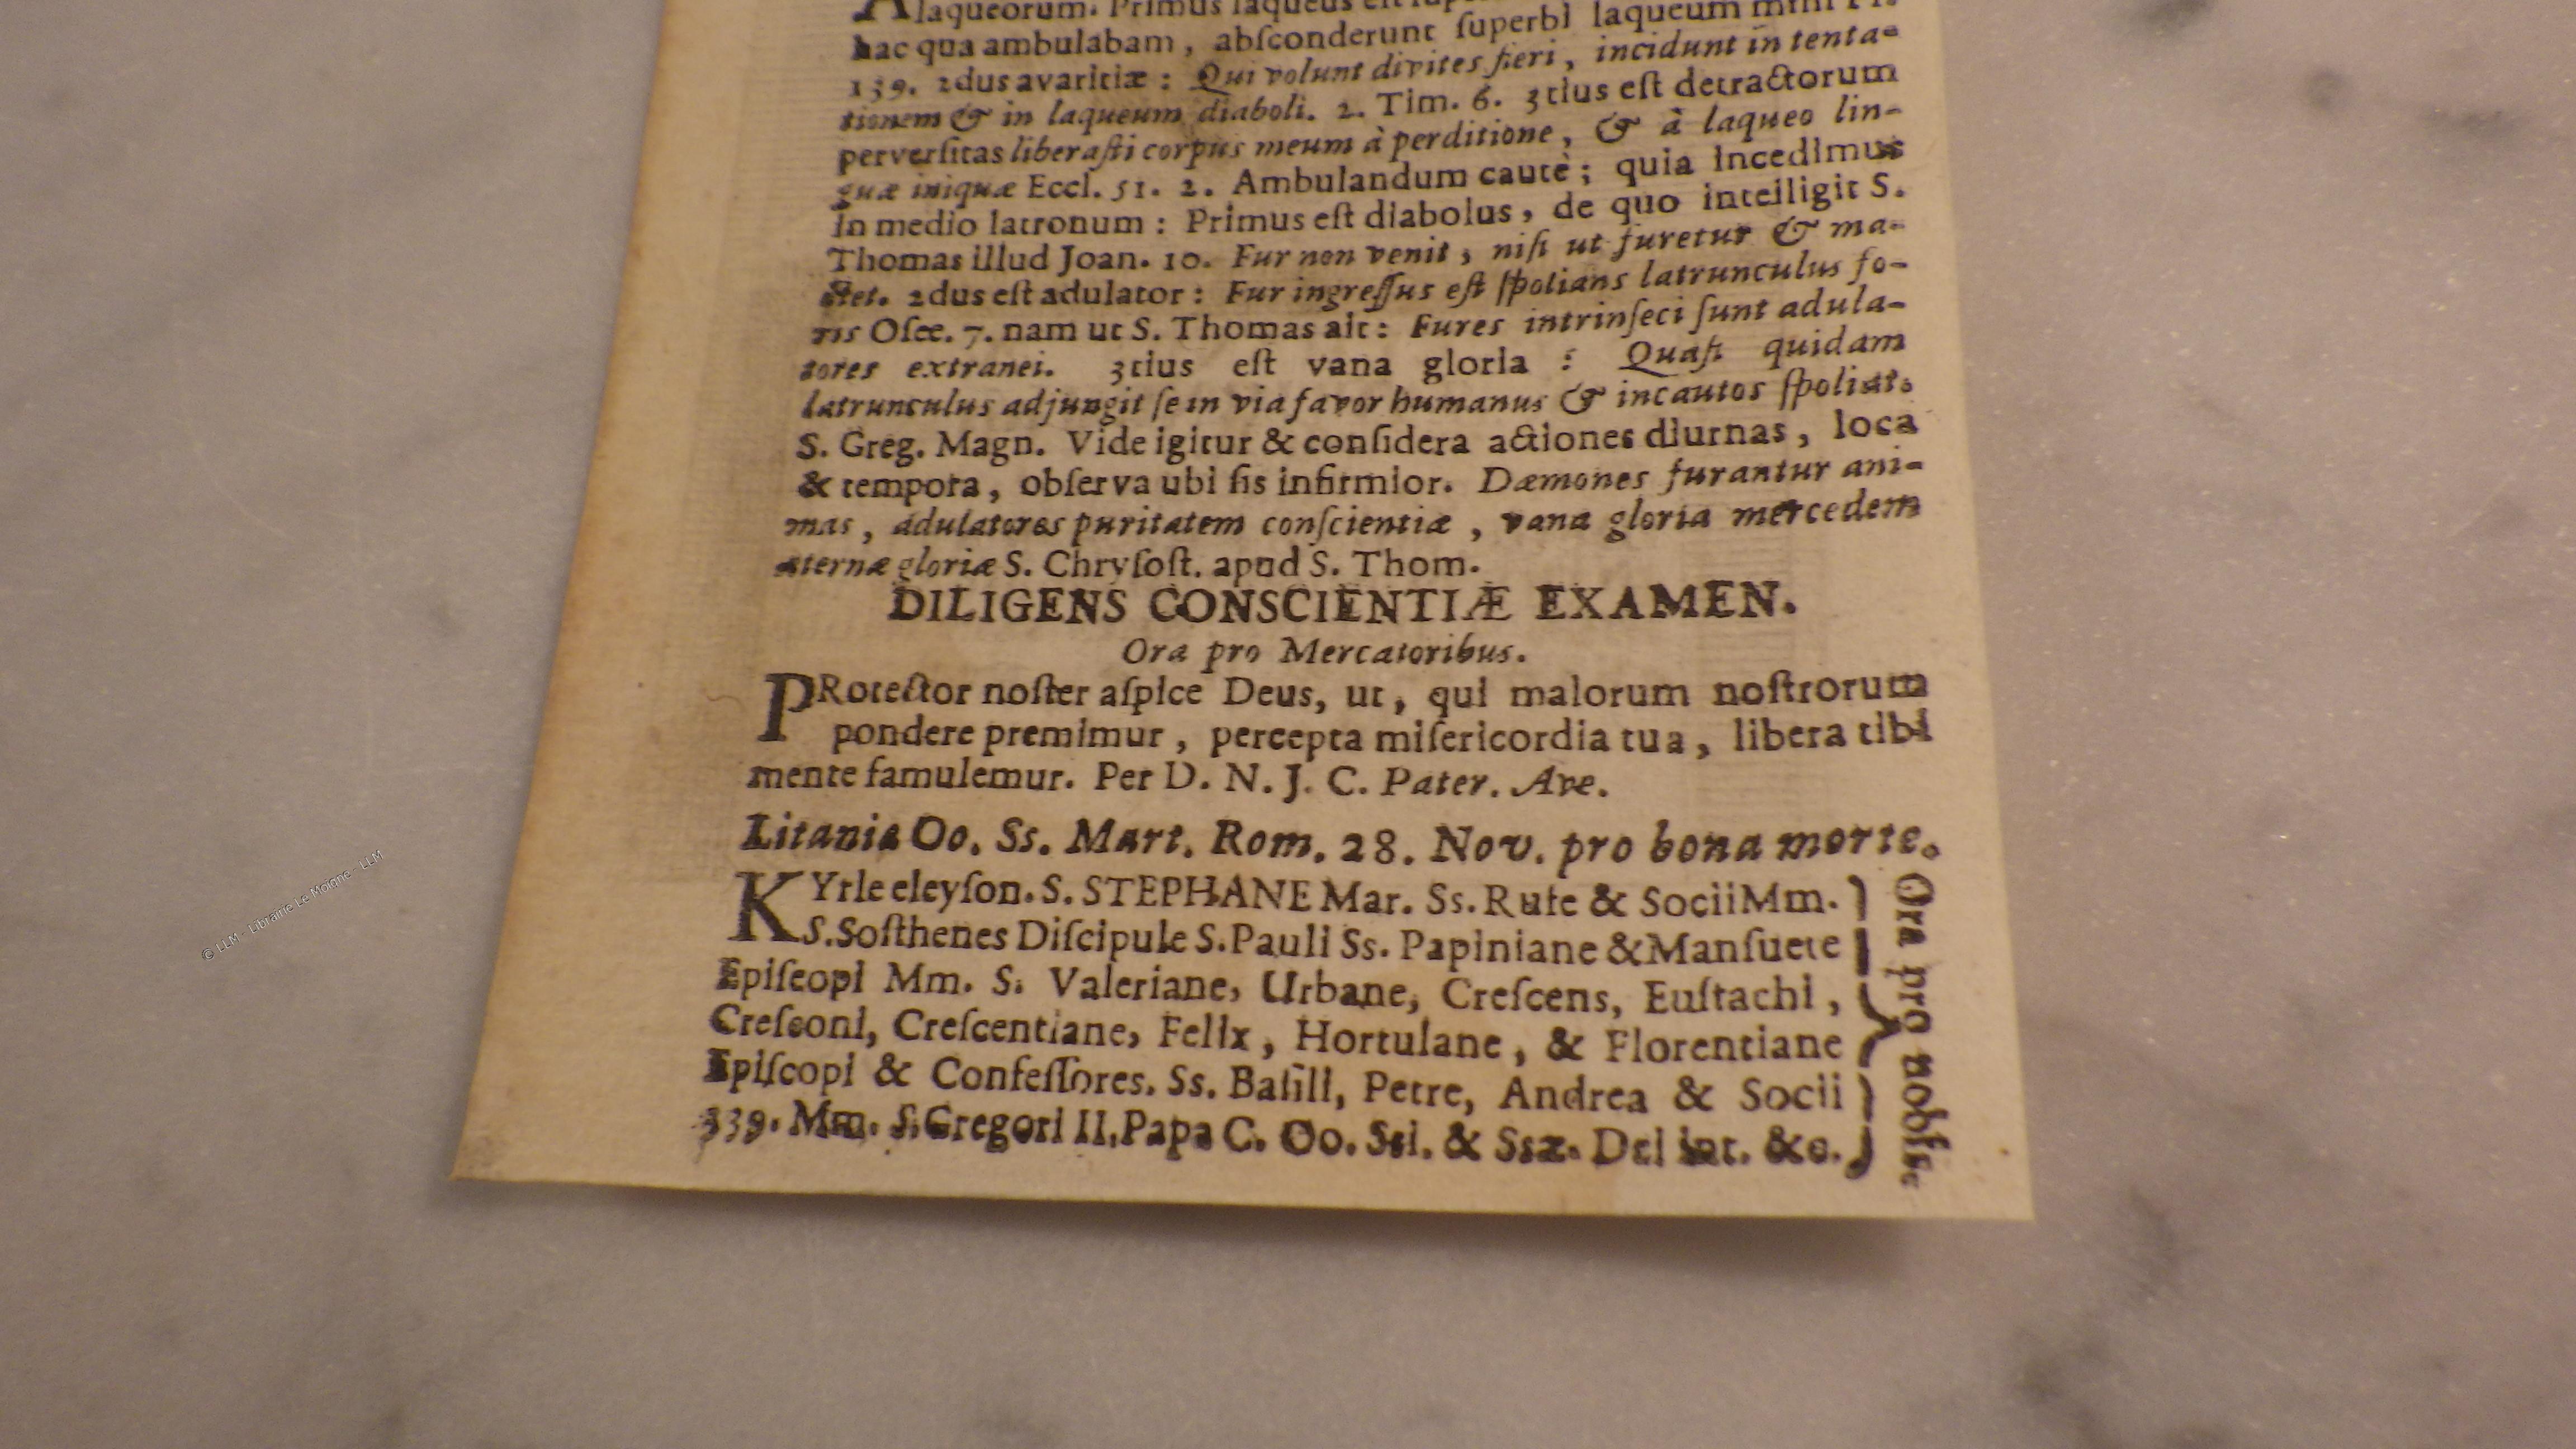 laqueorum. Primus laqueus est
hac qua ambulabam, abſconderunt ſuperbi laqueum mihi
139. 2dus avaritiæ : Qui volunt divites fieri, incidunt in tenta-
tionem & in laqueum diaboli. 2. Tim. 6. 3tius eſt detractorum
perverſitas liberaſti corpus meum à perditione, & à laqueo lin-
guæ iniquæ Eccl. 51. 2. Ambulandum cautè; quia incedimus
in medio latronum : Primus eſt diabolus, de quo intelligit S.
Thomas illud Joan. 10. Fur non venit, niſi ut furetur & ma-
ctet. 2dus eſt adulator : Fur ingreſſus eſt ſpolians latrunculus fo-
ris Oſee. 7. nam ut S. Thomas ait : Fures intrinſeci ſunt adula-
tores extranei. 3tius eſt vana gloria : Quaſi quidam
latrunculus adjungit ſe in via favor humanus & incautos ſpoliat.
S. Greg. Magn. Vide igitur & conſidera actiones diurnas, loca
& tempora, obſerva ubi ſis infirmior. Dæmones furantur ani-
mas, adulatores puritatem conſcientiæ, vana gloria mercedem
æternæ gloriæ S. Chryſoſt. apud S. Thom.
DILIGENS CONSCIENTIÆ EXAMEN.
Ora pro Mercatoribus.
PRotector noſter aſpice Deus, ut, qui malorum noſtrorum
pondere premimur, percepta miſericordia tua, libera tibi
mente famulemur. Per D. N. J. C. Pater. Ave.
Litania Oo. Ss. Mart. Rom. 28. Nov. pro bona morte.
KYrie eleyſon. S. STEPHANE Mar. Ss. Rufe & Socii Mm.
S. Soſthenes Diſcipule S. Pauli Ss. Papiniane & Manſuete
Epiſcopi Mm. S. Valeriane, Urbane, Creſcens, Euſtachi,
Creſconi, Creſcentiane, Felix, Hortulane, & Florentiane
Epiſcopi & Confeſſores. Ss. Baſili, Petre, Andrea & Socii
339. Mm. S. Gregori II. Papa C. Oo. Ssi. & Ssæ. Dei int. &c.
Ora pro nobis.
© LLM - Librairie Le Moigne - LLM